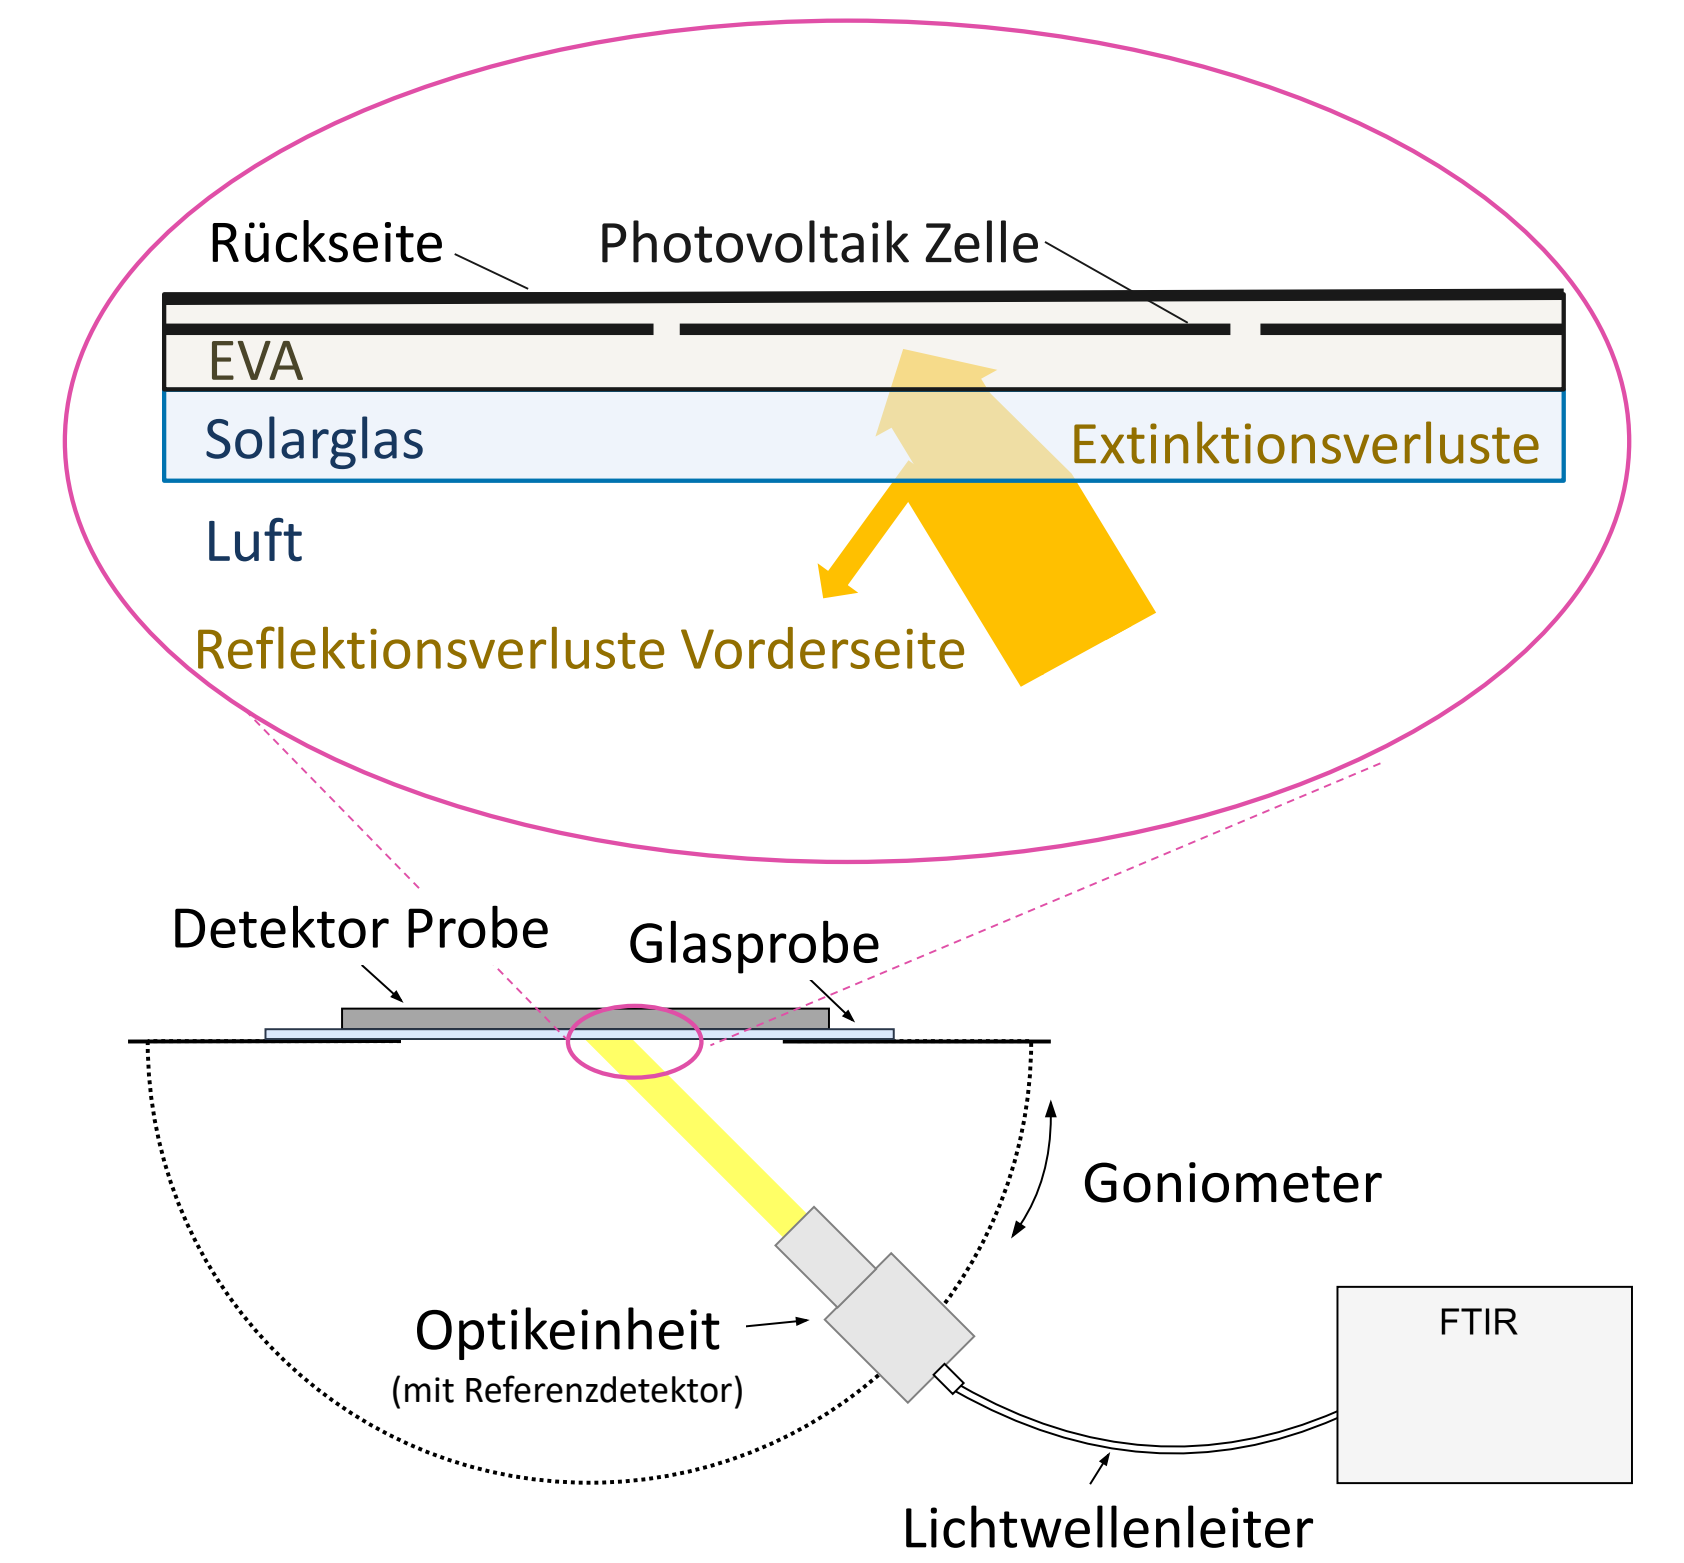 Rückseite
Photovoltaik Zelle
EVA
Solarglas
Extinktionsverluste
Luft
Reflektionsverluste Vorderseite
Detektor Probe
Glasprobe
Goniometer
Optikeinheit
(mit Referenzdetektor)
FTIR
Lichtwellenleiter